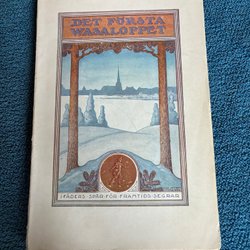 DET FÖRSTA
WASALOPPET
I FÄDERS SPÅR FÖR FRAMTIDS SEGRAR